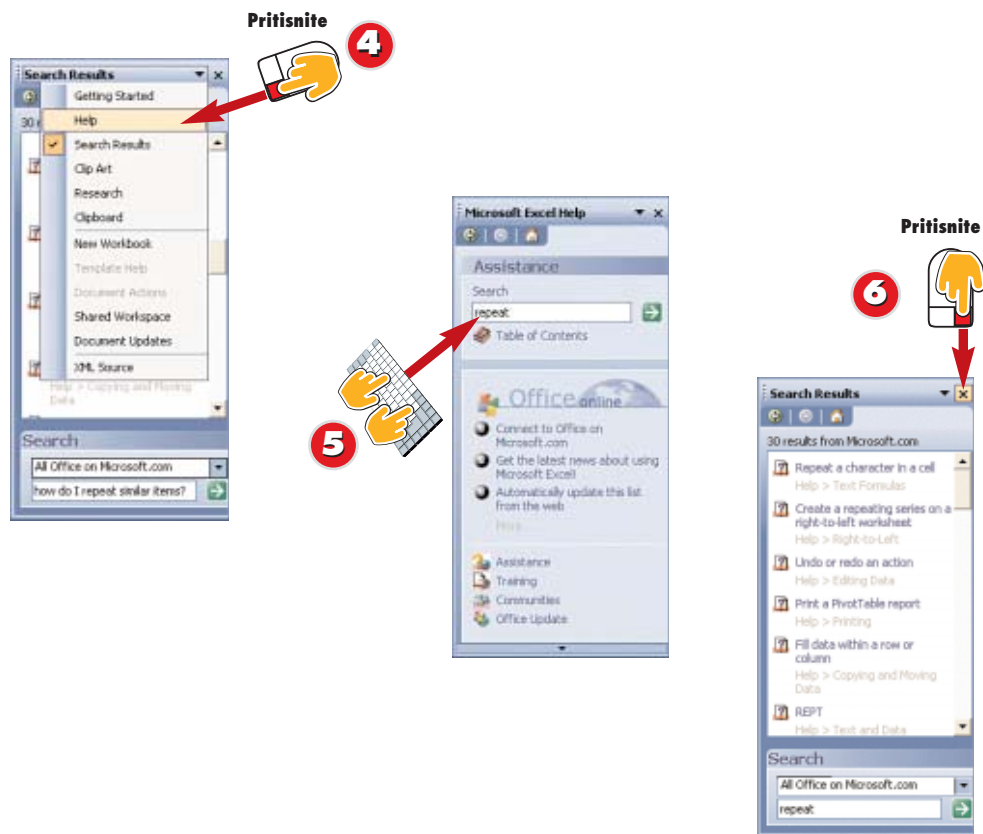 Pritisnite
4
Search Results
Getting Started
30
Help
Search Results
Clip Art
Research
Clipboard
New Workbook
Template Help
Document Actions
Shared Workspace
Document Updates
XML Source
Help > Copying and Moving
Data
Search
All Office on Microsoft.com
how do I repeat similar items?
5
Microsoft Excel Help
Assistance
Search
repeat
Table of Contents
Office online
Connect to Office on
Microsoft.com
Get the latest news about using
Microsoft Excel!
Automatically update this list
from the web
More
Assistance
Training
Communities
Office Update
Pritisnite
6
Search Results
30 results from Microsoft.com
Repeat a character in a cell
Help > Text Formulas
Create a repeating series on a
right-to-left worksheet
Help > Right-to-Left
Undo or redo an action
Help > Editing Data
Print a PivotTable report
Help > Printing
Fill data within a row or
column
Help > Copying and Moving
Data
REPT
Help > Text and Data
Search
All Office on Microsoft.com
repeat